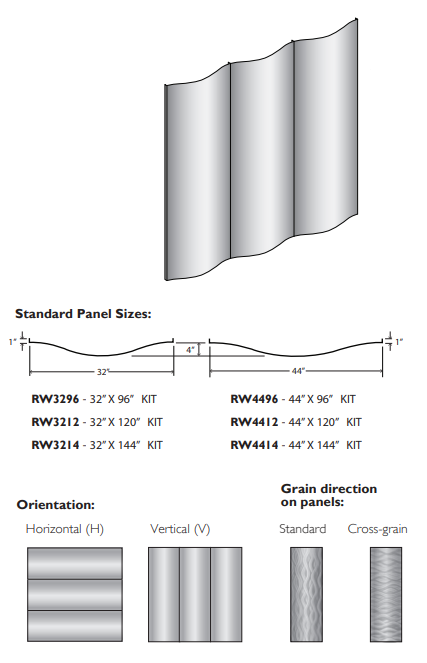 Standard Panel Sizes:
1" 4" 1"
32" 44"
RW3296 - 32" X 96" KIT
RW3212 - 32" X 120" KIT
RW3214 - 32" X 144" KIT
RW4496 - 44" X 96" KIT
RW4412 - 44" X 120" KIT
RW4414 - 44" X 144" KIT
Orientation:
Horizontal (H) Vertical (V)
Grain direction
on panels:
Standard Cross-grain